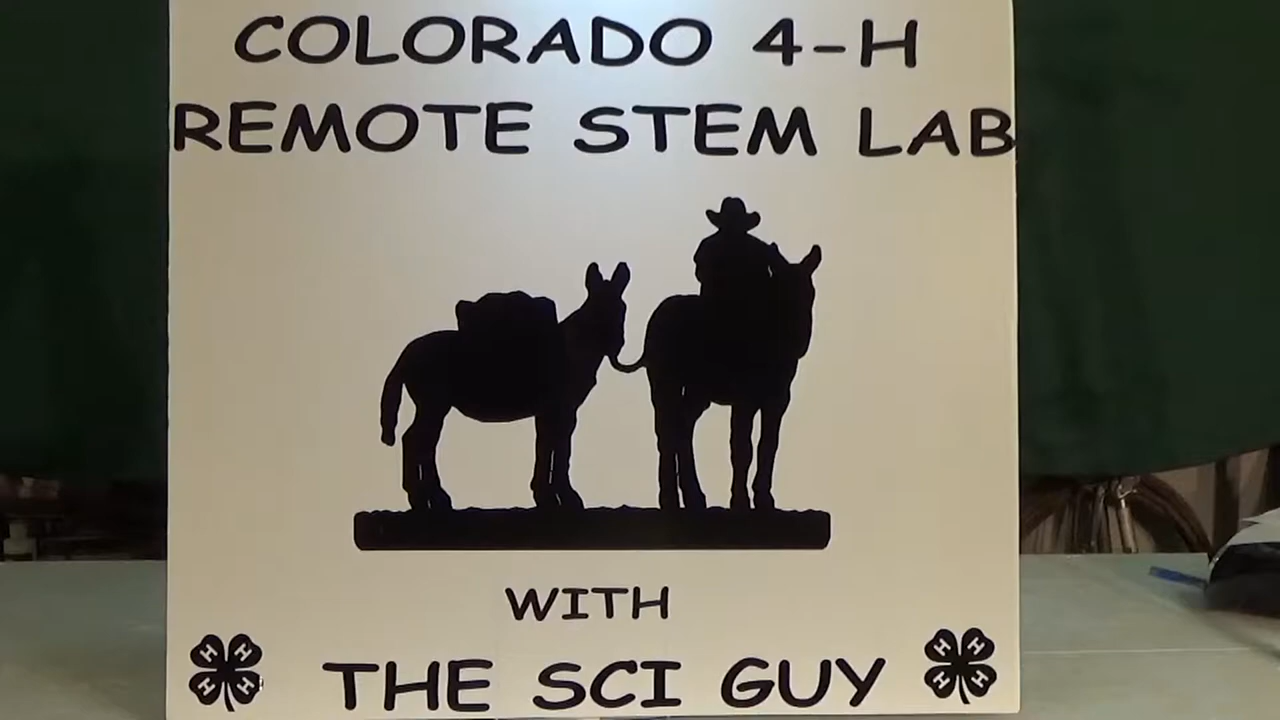 COLORADO 4-H
REMOTE STEM LAB
WITH
H H H H
THE SCI GUY
H H H H